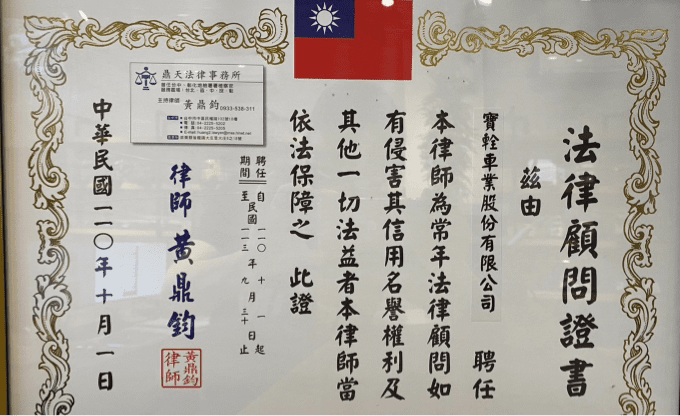 法律顧問證書
茲由
寶輊車業股份有限公司 聘任
本律師為常年法律顧問如
有侵害其信用名譽權利及
其他一切法益者本律師當
依法保障之 此證
聘任期間 自民國一一〇年十月一日起
至一一三年九月三十日止
律師 黃鼎鈞
黃鼎鈞律師
中華民國一一〇年十月一日
鼎天法律事務所
主持律師 黃鼎鈞 0933-938-311